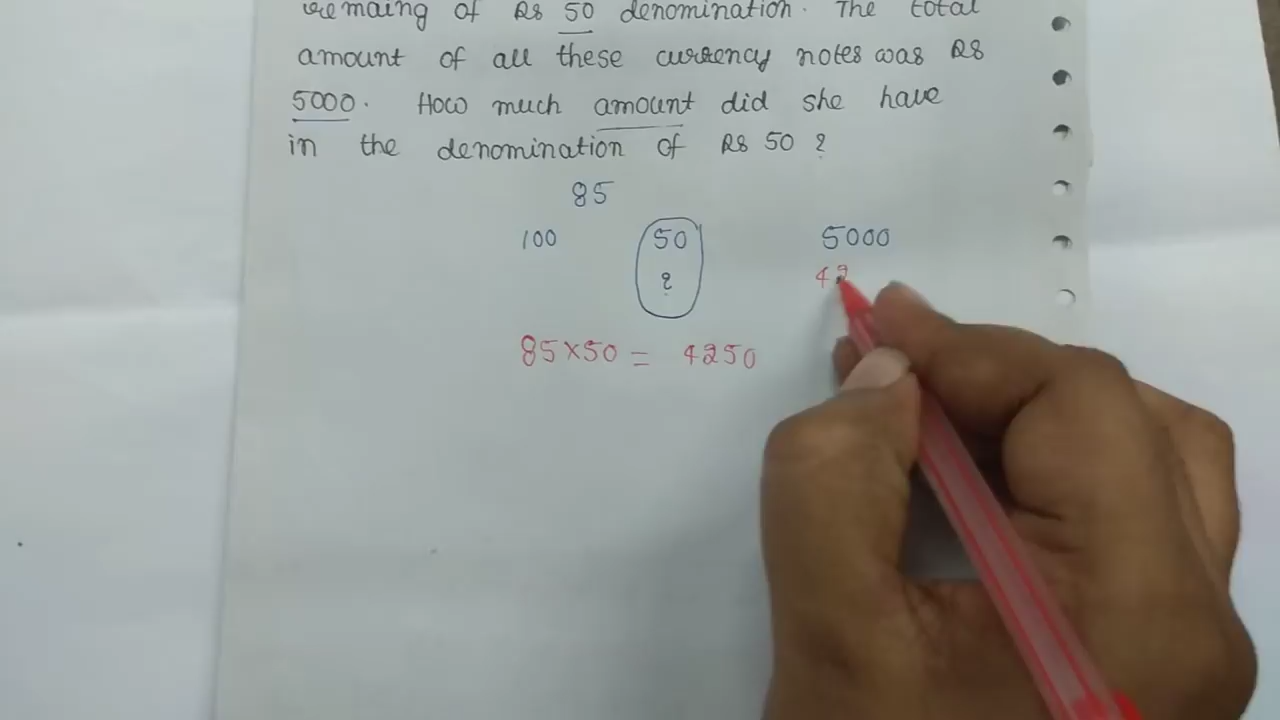 remaing of Rs 50 denomination. The total
amount of all these currency notes was Rs
5000. How much amount did she have
in the denomination of Rs 50 ?
85
100 50 5000
? 42
85×50 = 4250